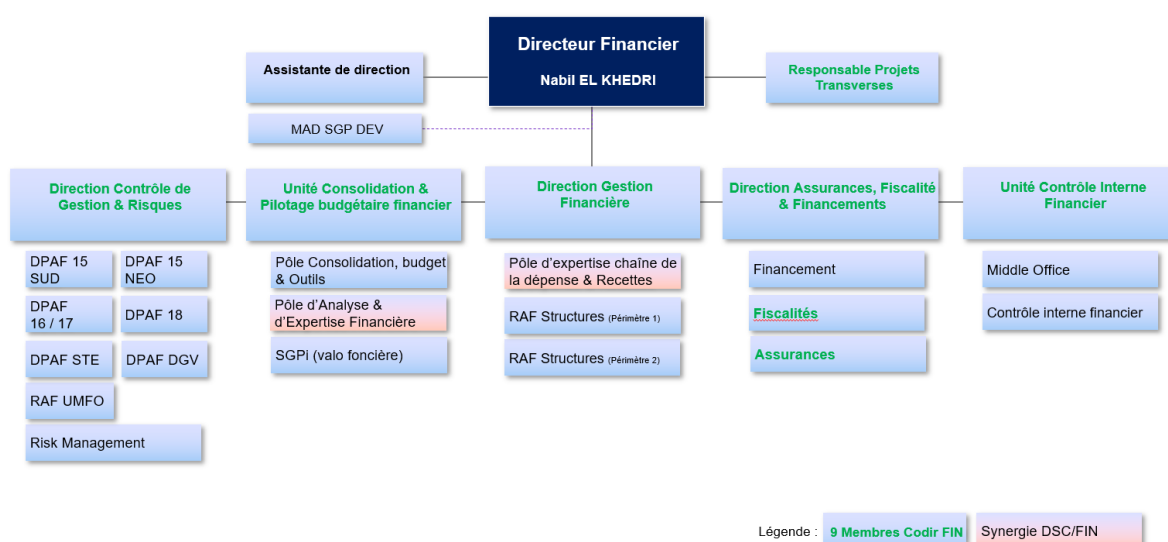 Directeur Financier
Nabil EL KHEDRI
Assistante de direction
Responsable Projets
Transverses
MAD SGP DEV
Direction Contrôle de
Gestion & Risques
Unité Consolidation &
Pilotage budgétaire financier
Direction Gestion
Financière
Direction Assurances, Fiscalité
& Financements
Unité Contrôle Interne
Financier
DPAF 15
SUD
DPAF 15
NEO
DPAF
16 / 17
DPAF 18
DPAF STE
DPAF DGV
RAF UMFO
Risk Management
Pôle Consolidation, budget
& Outils
Pôle d'Analyse &
d'Expertise Financière
SGPi (valo foncière)
Pôle d'expertise chaîne de
la dépense & Recettes
RAF Structures (Périmètre 1)
RAF Structures (Périmètre 2)
Financement
Fiscalités
Assurances
Middle Office
Contrôle interne financier
Légende :
9 Membres Codir FIN
Synergie DSC/FIN